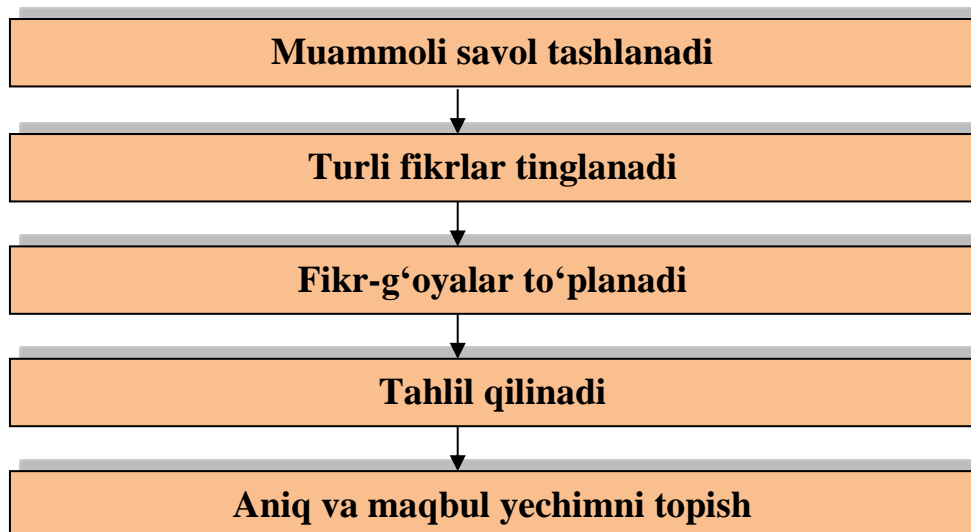 Muammoli savol tashlanadi
Turli fikrlar tinglanadi
Fikr-g‘oyalar to‘planadi
Tahlil qilinadi
Aniq va maqbul yechimni topish